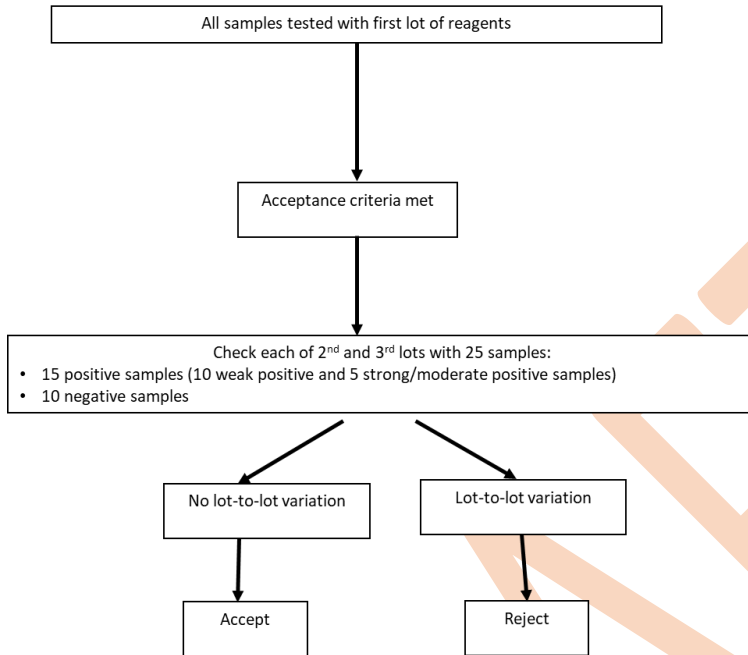 All samples tested with first lot of reagents
Acceptance criteria met
Check each of 2nd and 3rd lots with 25 samples:
• 15 positive samples (10 weak positive and 5 strong/moderate positive samples)
• 10 negative samples
No lot-to-lot variation
Lot-to-lot variation
Accept
Reject